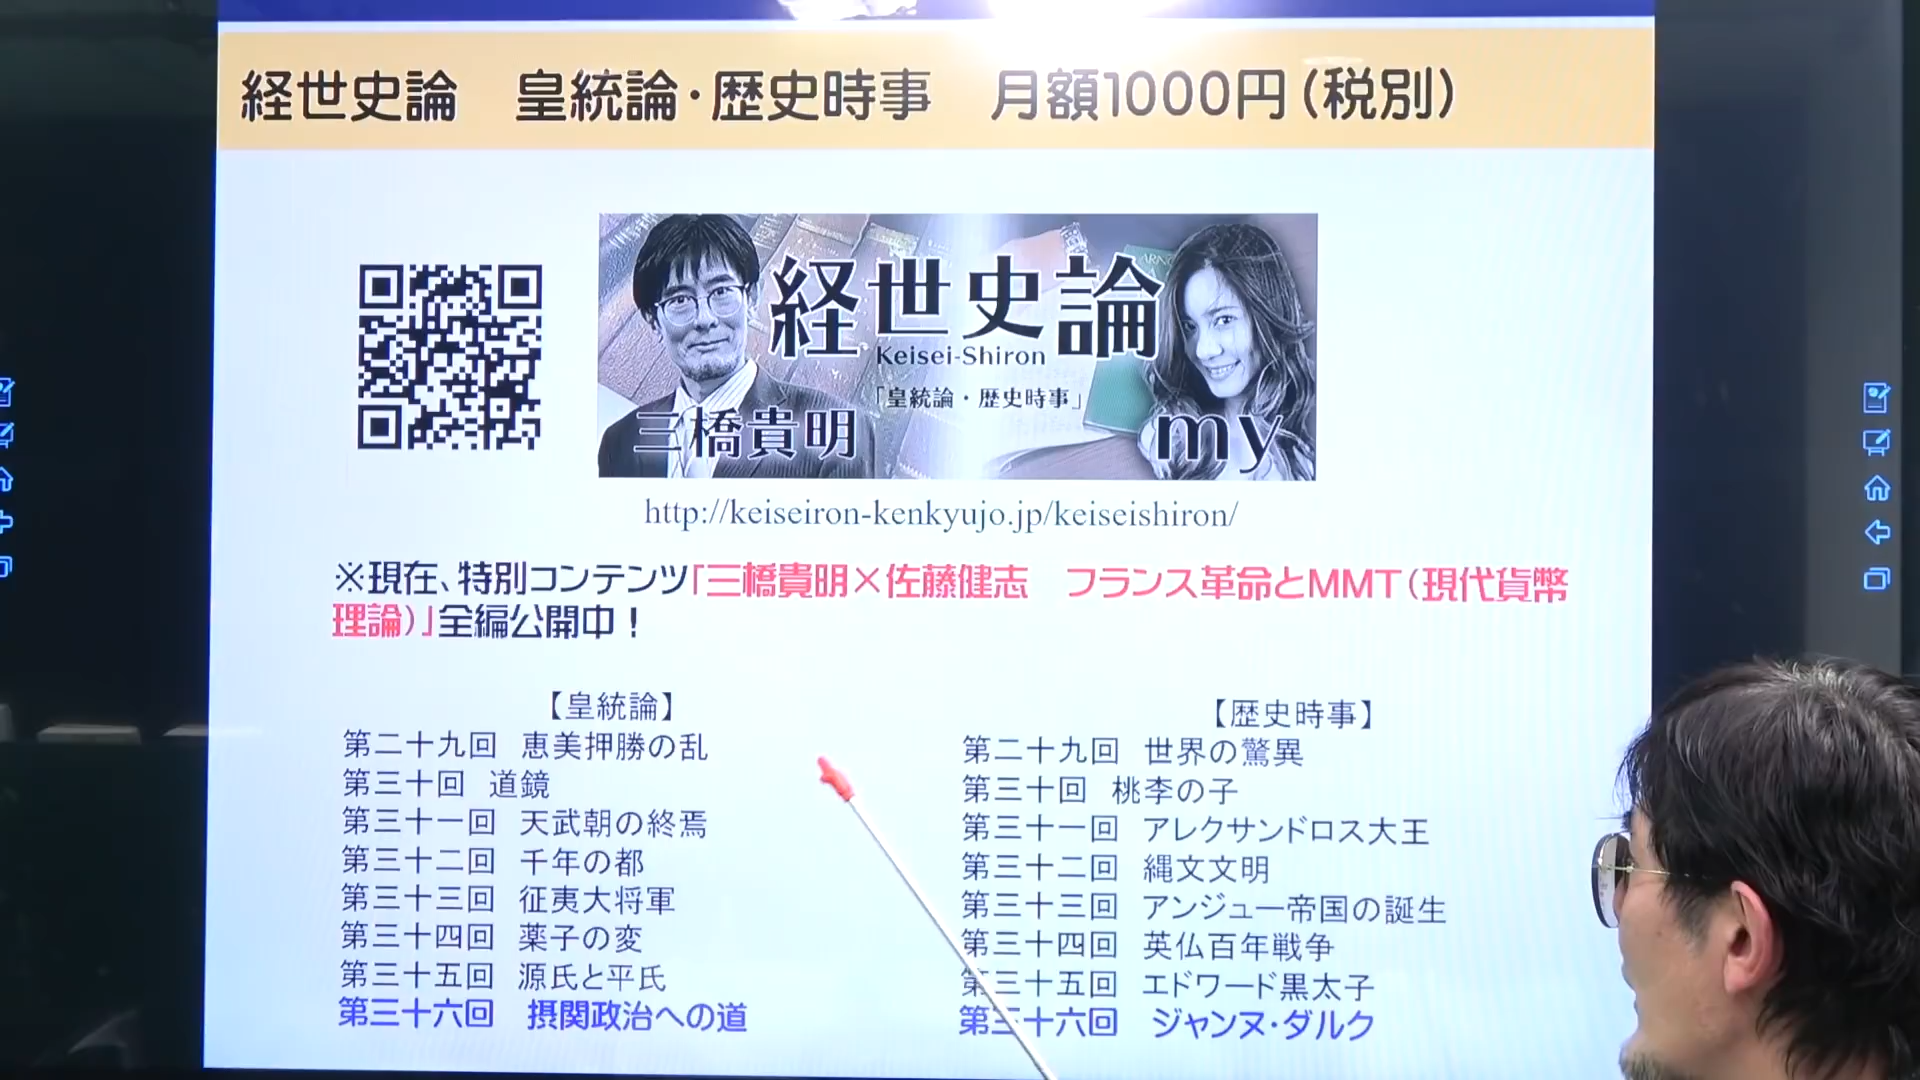 経世史論　皇統論・歴史時事　月額1000円(税別)
経世史論
Keisei-Shiron
「皇統論・歴史時事」
三橋貴明
my
http://keiseiron-kenkyujo.jp/keiseishiron/
※現在、特別コンテンツ「三橋貴明×佐藤健志　フランス革命とMMT(現代貨幣
理論)」全編公開中!
【皇統論】
第二十九回　恵美押勝の乱
第三十回　道鏡
第三十一回　天武朝の終焉
第三十二回　千年の都
第三十三回　征夷大将軍
第三十四回　薬子の変
第三十五回　源氏と平氏
第三十六回　摂関政治への道
【歴史時事】
第二十九回　世界の驚異
第三十回　桃李の子
第三十一回　アレクサンドロス大王
第三十二回　縄文文明
第三十三回　アンジュー帝国の誕生
第三十四回　英仏百年戦争
第三十五回　エドワード黒太子
第三十六回　ジャンヌ・ダルク